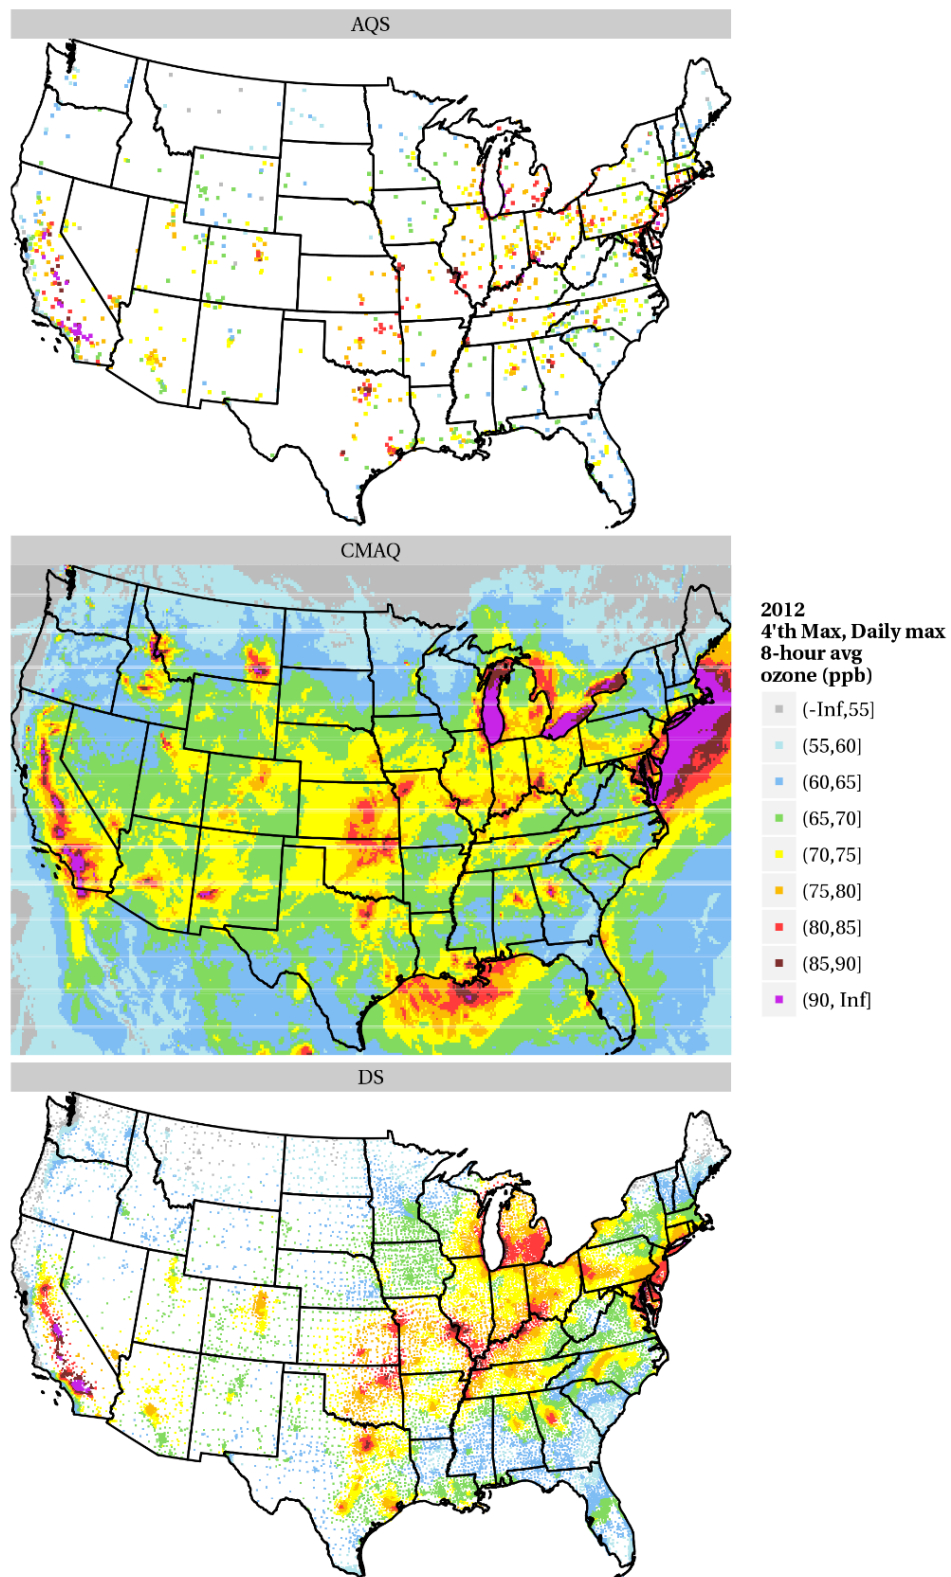 AQS
CMAQ
2012
4'th Max, Daily max
8-hour avg
ozone (ppb)
(-Inf,55]
(55,60]
(60,65]
(65,70]
(70,75]
(75,80]
(80,85]
(85,90]
(90, Inf]
DS